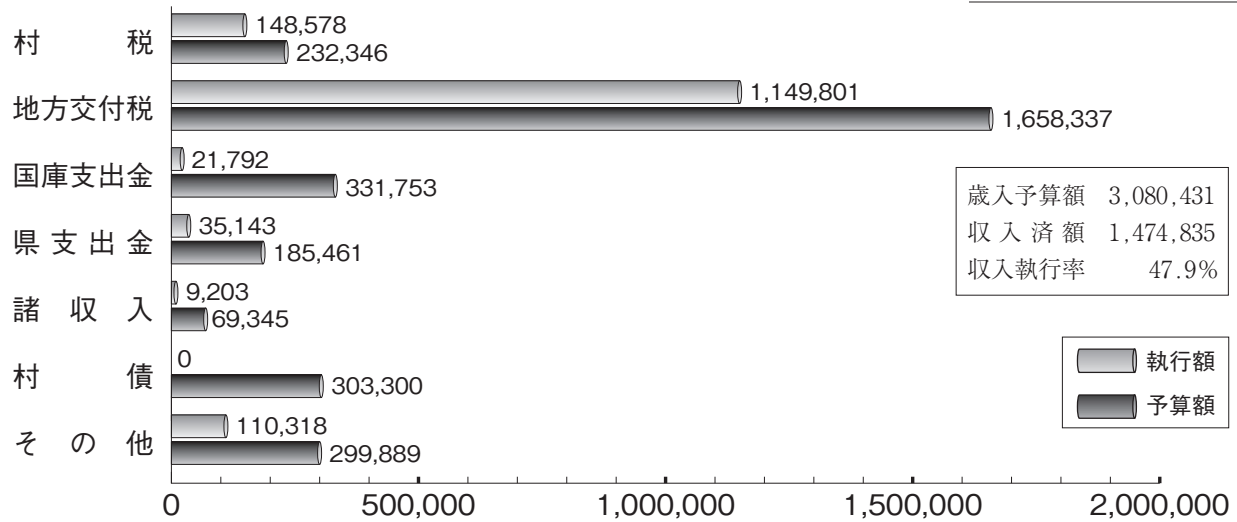 村税
148,578
232,346
地方交付税
1,149,801
1,658,337
国庫支出金
21,792
331,753
県支出金
35,143
185,461
諸収入
9,203
69,345
村債
0
303,300
その他
110,318
299,889
0 500,000 1,000,000 1,500,000 2,000,000
歳入予算額 3,080,431
収入済額 1,474,835
収入執行率 47.9%
執行額
予算額